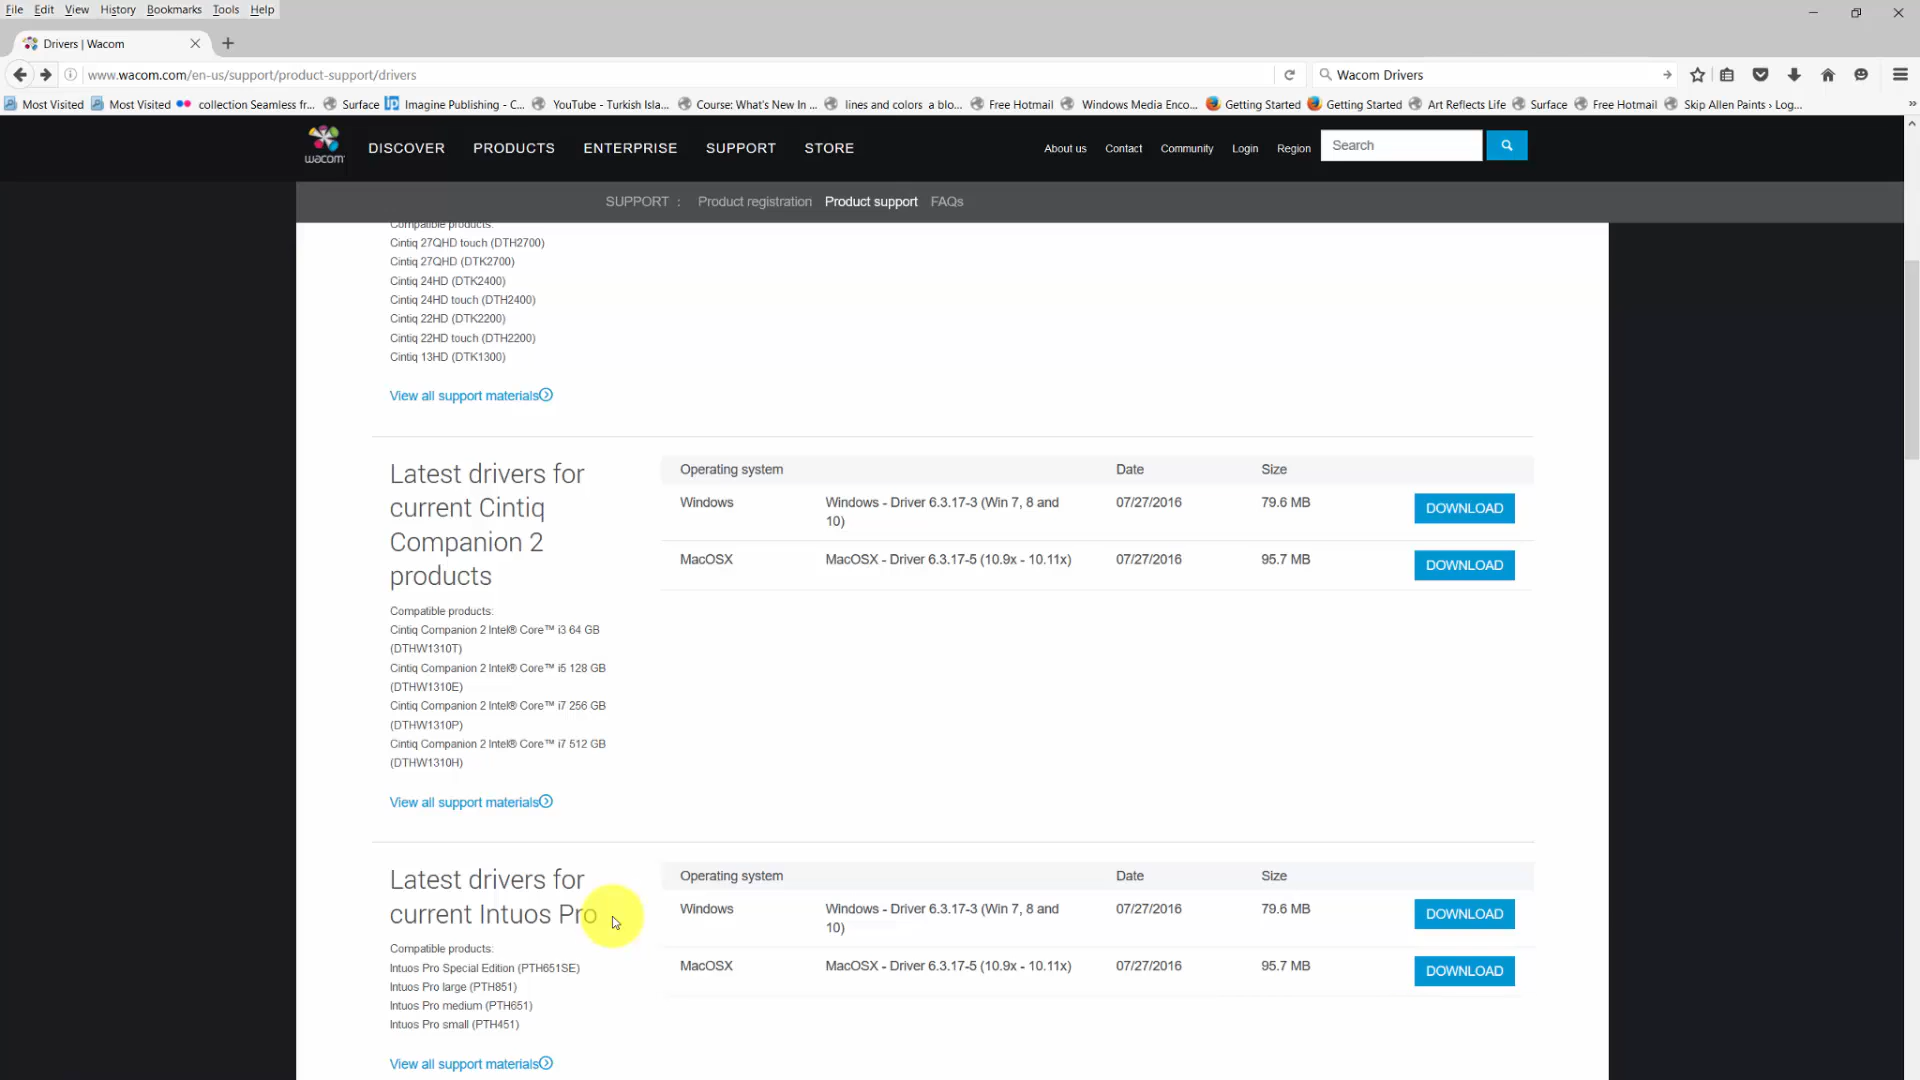 File Edit View History Bookmarks Tools Help
Drivers | Wacom
www.wacom.com/en-us/support/product-support/drivers
Wacom Drivers
Most Visited Most Visited collection Seamless fr... Surface Imagine Publishing - C... YouTube - Turkish Isla... Course: What's New In ... lines and colors a blo... Free Hotmail Windows Media Enco... Getting Started Getting Started Art Reflects Life Surface Free Hotmail Skip Allen Paints › Log...
wacom
DISCOVER PRODUCTS ENTERPRISE SUPPORT STORE
About us Contact Community Login Region Search
SUPPORT : Product registration Product support FAQs
Compatible products:
Cintiq 27QHD touch (DTH2700)
Cintiq 27QHD (DTK2700)
Cintiq 24HD (DTK2400)
Cintiq 24HD touch (DTH2400)
Cintiq 22HD (DTK2200)
Cintiq 22HD touch (DTH2200)
Cintiq 13HD (DTK1300)
View all support materials
Latest drivers for
current Cintiq
Companion 2
products
Compatible products:
Cintiq Companion 2 Intel® Core™ i3 64 GB
(DTHW1310T)
Cintiq Companion 2 Intel® Core™ i5 128 GB
(DTHW1310E)
Cintiq Companion 2 Intel® Core™ i7 256 GB
(DTHW1310P)
Cintiq Companion 2 Intel® Core™ i7 512 GB
(DTHW1310H)
View all support materials
Operating system Date Size
Windows Windows - Driver 6.3.17-3 (Win 7, 8 and 07/27/2016 79.6 MB DOWNLOAD
10)
MacOSX MacOSX - Driver 6.3.17-5 (10.9x - 10.11x) 07/27/2016 95.7 MB DOWNLOAD
Latest drivers for
current Intuos Pro
Compatible products:
Intuos Pro Special Edition (PTH651SE)
Intuos Pro large (PTH851)
Intuos Pro medium (PTH651)
Intuos Pro small (PTH451)
View all support materials
Operating system Date Size
Windows Windows - Driver 6.3.17-3 (Win 7, 8 and 07/27/2016 79.6 MB DOWNLOAD
10)
MacOSX MacOSX - Driver 6.3.17-5 (10.9x - 10.11x) 07/27/2016 95.7 MB DOWNLOAD